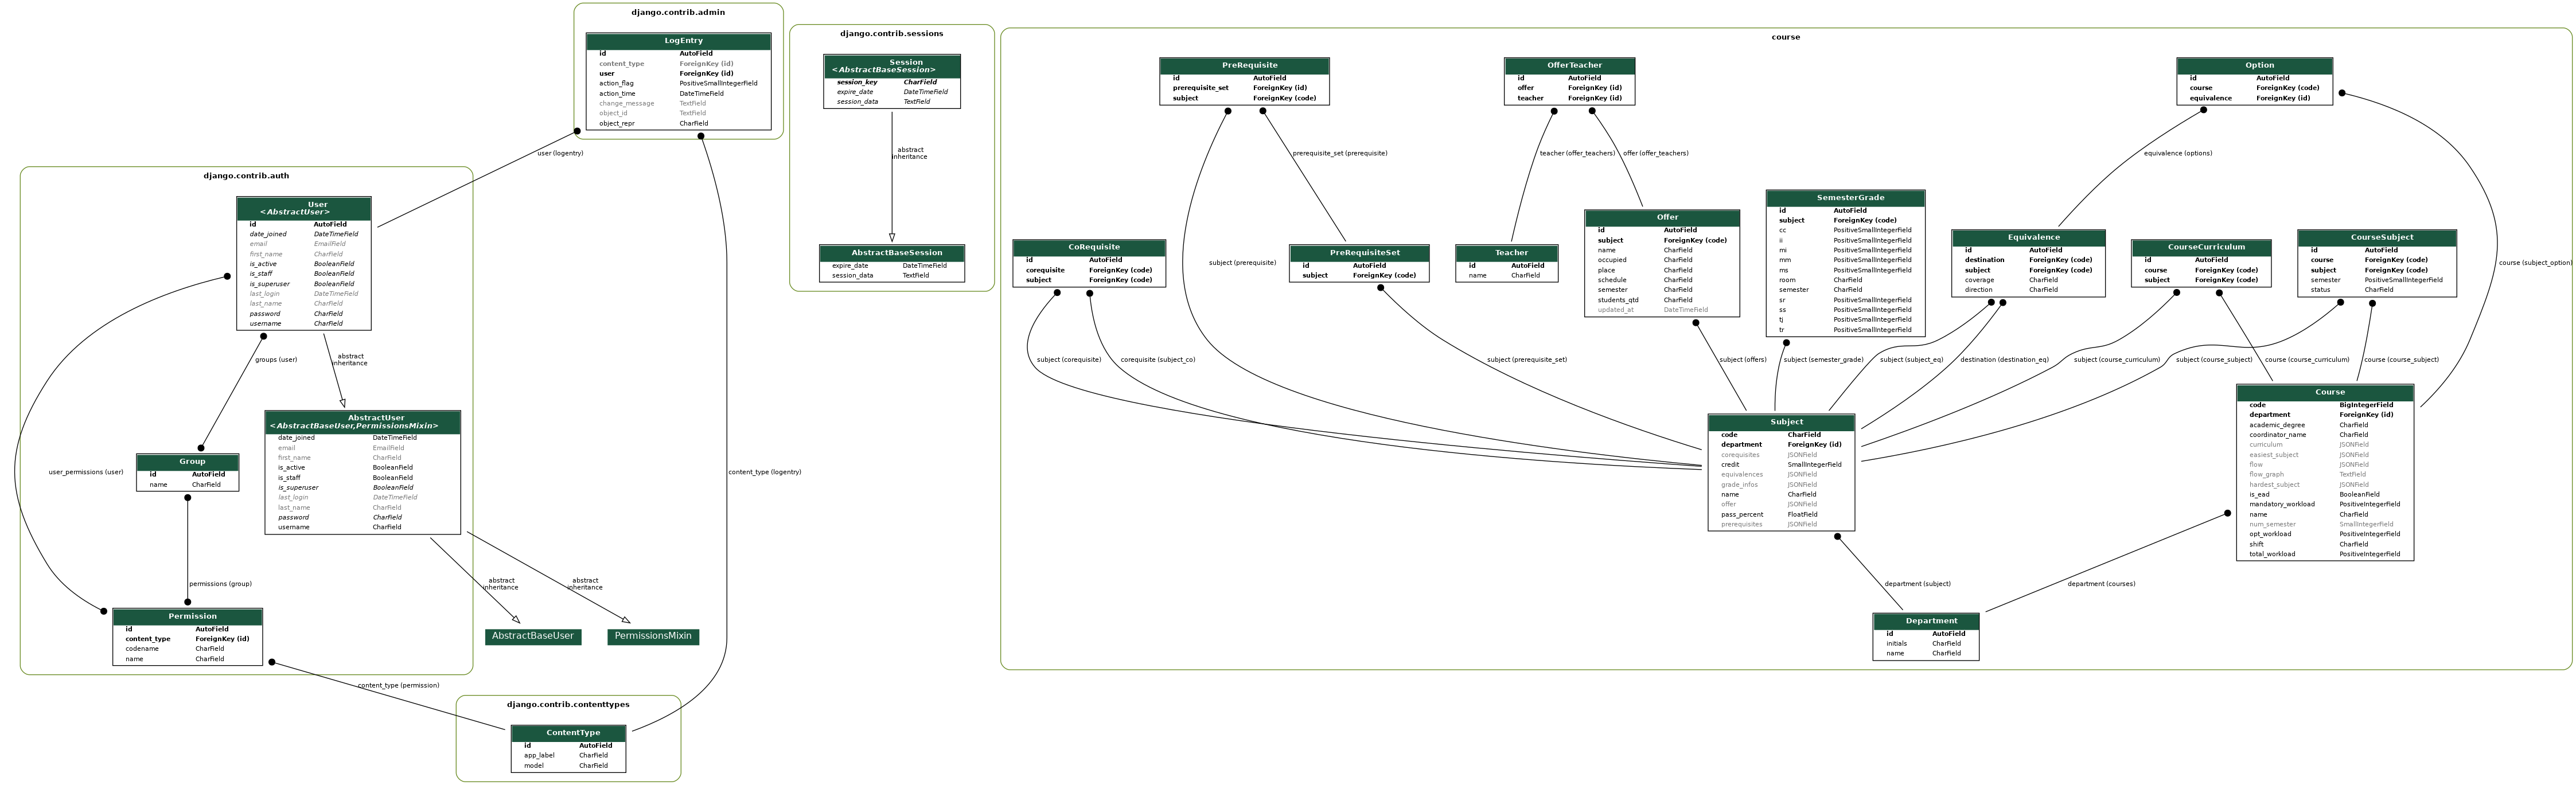 django.contrib.admin
LogEntry
id AutoField
content_type ForeignKey (id)
user ForeignKey (id)
action_flag PositiveSmallIntegerField
action_time DateTimeField
change_message TextField
object_id TextField
object_repr CharField
user (logentry)
content_type (logentry)
django.contrib.auth
User
<AbstractUser>
id AutoField
date_joined DateTimeField
email EmailField
first_name CharField
is_active BooleanField
is_staff BooleanField
is_superuser BooleanField
last_login DateTimeField
last_name CharField
password CharField
username CharField
groups (user)
abstract
inheritance
user_permissions (user)
AbstractUser
<AbstractBaseUser,PermissionsMixin>
date_joined DateTimeField
email EmailField
first_name CharField
is_active BooleanField
is_staff BooleanField
is_superuser BooleanField
last_login DateTimeField
last_name CharField
password CharField
username CharField
Group
id AutoField
name CharField
permissions (group)
abstract
inheritance
abstract
inheritance
Permission
id AutoField
content_type ForeignKey (id)
codename CharField
name CharField
AbstractBaseUser
PermissionsMixin
content_type (permission)
django.contrib.contenttypes
ContentType
id AutoField
app_label CharField
model CharField
django.contrib.sessions
Session
<AbstractBaseSession>
session_key CharField
expire_date DateTimeField
session_data TextField
abstract
inheritance
AbstractBaseSession
expire_date DateTimeField
session_data TextField
course
PreRequisite
id AutoField
prerequisite_set ForeignKey (id)
subject ForeignKey (code)
OfferTeacher
id AutoField
offer ForeignKey (id)
teacher ForeignKey (id)
Option
id AutoField
course ForeignKey (code)
equivalence ForeignKey (id)
prerequisite_set (prerequisite)
teacher (offer_teachers)
offer (offer_teachers)
equivalence (options)
subject (prerequisite)
course (subject_option)
CoRequisite
id AutoField
corequisite ForeignKey (code)
subject ForeignKey (code)
PreRequisiteSet
id AutoField
subject ForeignKey (code)
Teacher
id AutoField
name CharField
Offer
id AutoField
subject ForeignKey (code)
name CharField
occupied CharField
place CharField
schedule CharField
semester CharField
students_qtd CharField
updated_at DateTimeField
SemesterGrade
id AutoField
subject ForeignKey (code)
cc PositiveSmallIntegerField
ii PositiveSmallIntegerField
mi PositiveSmallIntegerField
mm PositiveSmallIntegerField
ms PositiveSmallIntegerField
room CharField
semester CharField
sr PositiveSmallIntegerField
ss PositiveSmallIntegerField
tj PositiveSmallIntegerField
tr PositiveSmallIntegerField
Equivalence
id AutoField
destination ForeignKey (code)
subject ForeignKey (code)
coverage CharField
direction CharField
CourseCurriculum
id AutoField
course ForeignKey (code)
subject ForeignKey (code)
CourseSubject
id AutoField
course ForeignKey (code)
subject ForeignKey (code)
semester PositiveSmallIntegerField
status CharField
subject (corequisite)
corequisite (subject_co)
subject (prerequisite_set)
subject (offers)
subject (semester_grade)
subject (subject_eq)
destination (destination_eq)
subject (course_curriculum)
subject (course_subject)
course (course_curriculum)
course (course_subject)
Subject
code CharField
department ForeignKey (id)
corequisites JSONField
credit SmallIntegerField
equivalences JSONField
grade_infos JSONField
name CharField
offer JSONField
pass_percent FloatField
prerequisites JSONField
Course
code BigIntegerField
department ForeignKey (id)
academic_degree CharField
coordinator_name CharField
curriculum JSONField
easiest_subject JSONField
flow JSONField
flow_graph TextField
hardest_subject JSONField
is_ead BooleanField
mandatory_workload PositiveIntegerField
name CharField
num_semester SmallIntegerField
opt_workload PositiveIntegerField
shift CharField
total_workload PositiveIntegerField
department (subject)
department (courses)
Department
id AutoField
initials CharField
name CharField